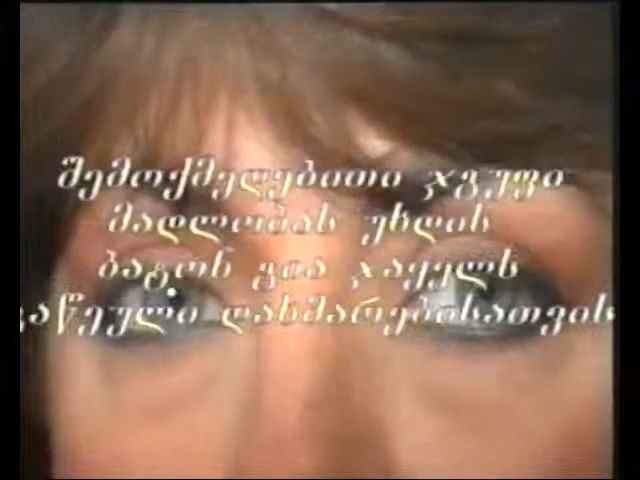 შემოქმედებითი ჯგუფი
მადლობას უხდის
ბატონ გია ჯაყელს
გაწეული დახმარებისათვის